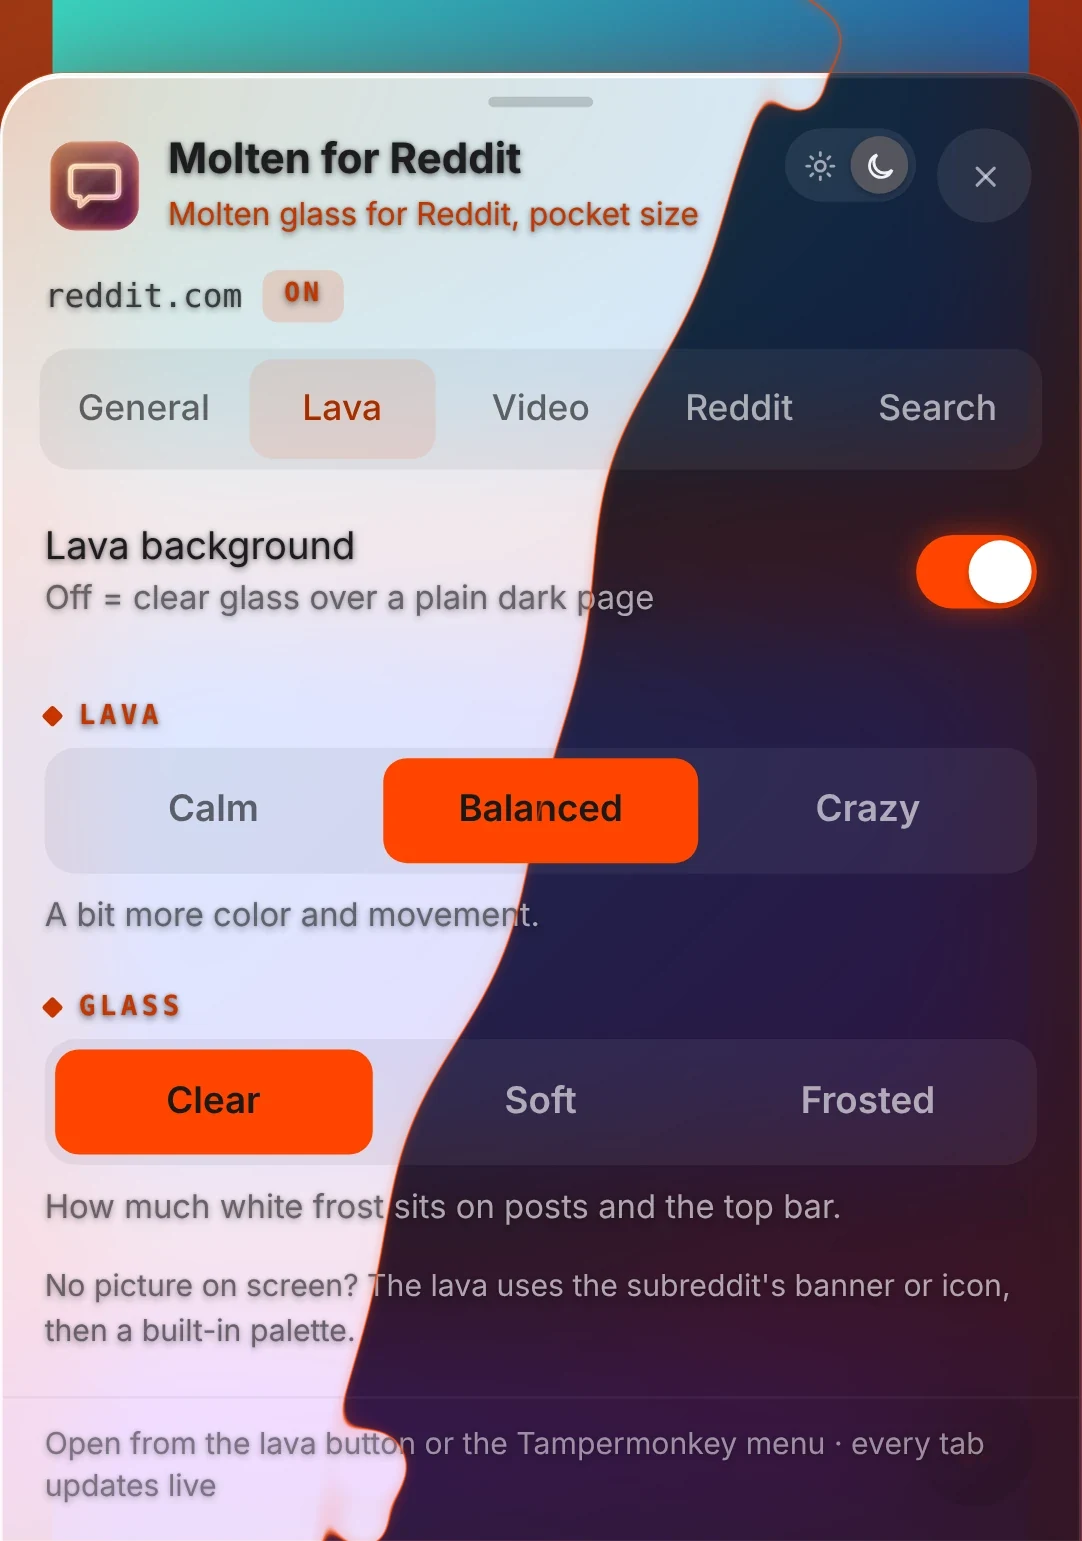 Molten for Reddit
Molten glass for Reddit, pocket size
reddit.com ON
General Lava Video Reddit Search
Lava background
Off = clear glass over a plain dark page
LAVA
Calm Balanced Crazy
A bit more color and movement.
GLASS
Clear Soft Frosted
How much white frost sits on posts and the top bar.
No picture on screen? The lava uses the subreddit's banner or icon,
then a built-in palette.
Open from the lava button or the Tampermonkey menu · every tab
updates live